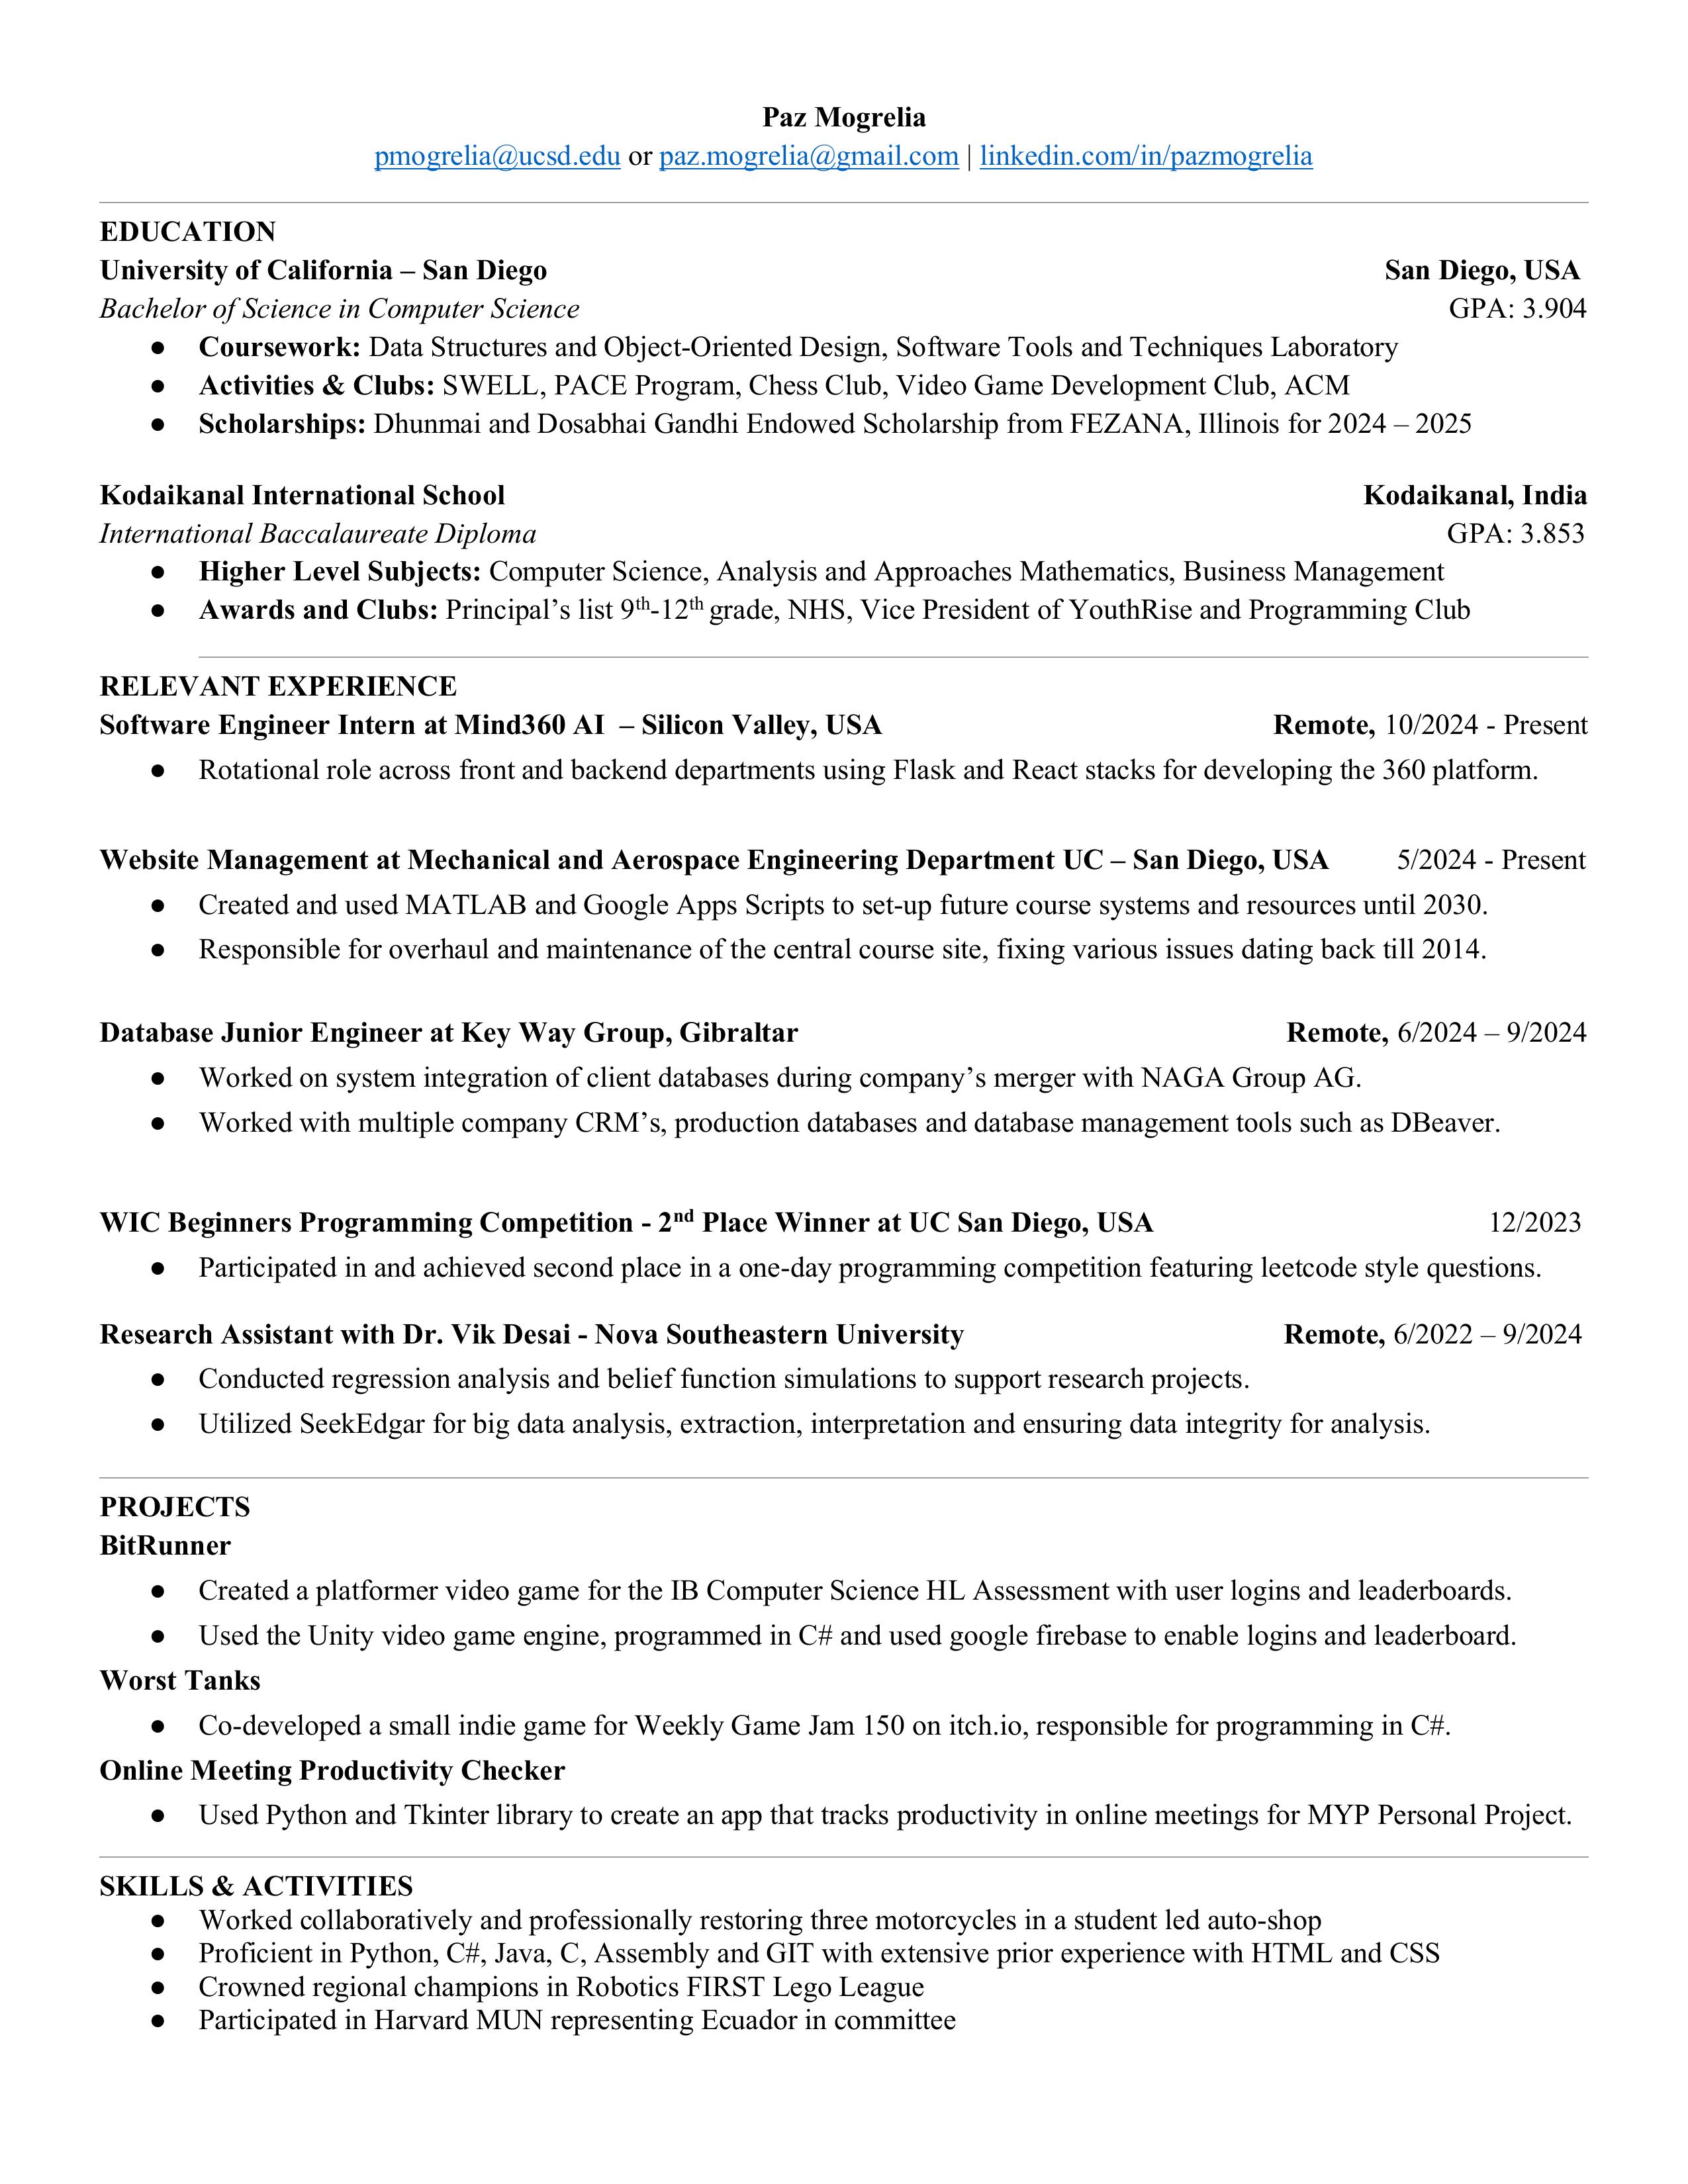 Paz Mogrelia
pmogrelia@ucsd.edu or paz.mogrelia@gmail.com | linkedin.com/in/pazmogrelia
EDUCATION
University of California – San Diego San Diego, USA
Bachelor of Science in Computer Science GPA: 3.904
● Coursework: Data Structures and Object-Oriented Design, Software Tools and Techniques Laboratory
● Activities & Clubs: SWELL, PACE Program, Chess Club, Video Game Development Club, ACM
● Scholarships: Dhunmai and Dosabhai Gandhi Endowed Scholarship from FEZANA, Illinois for 2024 – 2025
Kodaikanal International School Kodaikanal, India
International Baccalaureate Diploma GPA: 3.853
● Higher Level Subjects: Computer Science, Analysis and Approaches Mathematics, Business Management
● Awards and Clubs: Principal’s list 9th-12th grade, NHS, Vice President of YouthRise and Programming Club
RELEVANT EXPERIENCE
Software Engineer Intern at Mind360 AI – Silicon Valley, USA Remote, 10/2024 - Present
● Rotational role across front and backend departments using Flask and React stacks for developing the 360 platform.
Website Management at Mechanical and Aerospace Engineering Department UC – San Diego, USA 5/2024 - Present
● Created and used MATLAB and Google Apps Scripts to set-up future course systems and resources until 2030.
● Responsible for overhaul and maintenance of the central course site, fixing various issues dating back till 2014.
Database Junior Engineer at Key Way Group, Gibraltar Remote, 6/2024 – 9/2024
● Worked on system integration of client databases during company’s merger with NAGA Group AG.
● Worked with multiple company CRM’s, production databases and database management tools such as DBeaver.
WIC Beginners Programming Competition - 2nd Place Winner at UC San Diego, USA 12/2023
● Participated in and achieved second place in a one-day programming competition featuring leetcode style questions.
Research Assistant with Dr. Vik Desai - Nova Southeastern University Remote, 6/2022 – 9/2024
● Conducted regression analysis and belief function simulations to support research projects.
● Utilized SeekEdgar for big data analysis, extraction, interpretation and ensuring data integrity for analysis.
PROJECTS
BitRunner
● Created a platformer video game for the IB Computer Science HL Assessment with user logins and leaderboards.
● Used the Unity video game engine, programmed in C# and used google firebase to enable logins and leaderboard.
Worst Tanks
● Co-developed a small indie game for Weekly Game Jam 150 on itch.io, responsible for programming in C#.
Online Meeting Productivity Checker
● Used Python and Tkinter library to create an app that tracks productivity in online meetings for MYP Personal Project.
SKILLS & ACTIVITIES
● Worked collaboratively and professionally restoring three motorcycles in a student led auto-shop
● Proficient in Python, C#, Java, C, Assembly and GIT with extensive prior experience with HTML and CSS
● Crowned regional champions in Robotics FIRST Lego League
● Participated in Harvard MUN representing Ecuador in committee